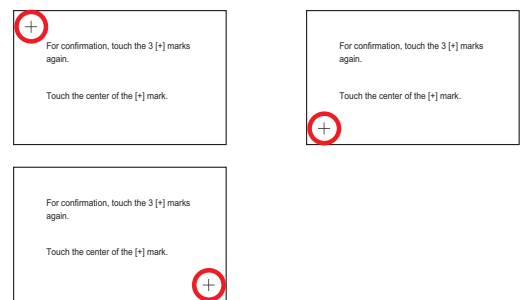 +
For confirmation, touch the 3 [+] marks
again.
Touch the center of the [+] mark.
For confirmation, touch the 3 [+] marks
again.
Touch the center of the [+] mark.
+
For confirmation, touch the 3 [+] marks
again.
Touch the center of the [+] mark.
+